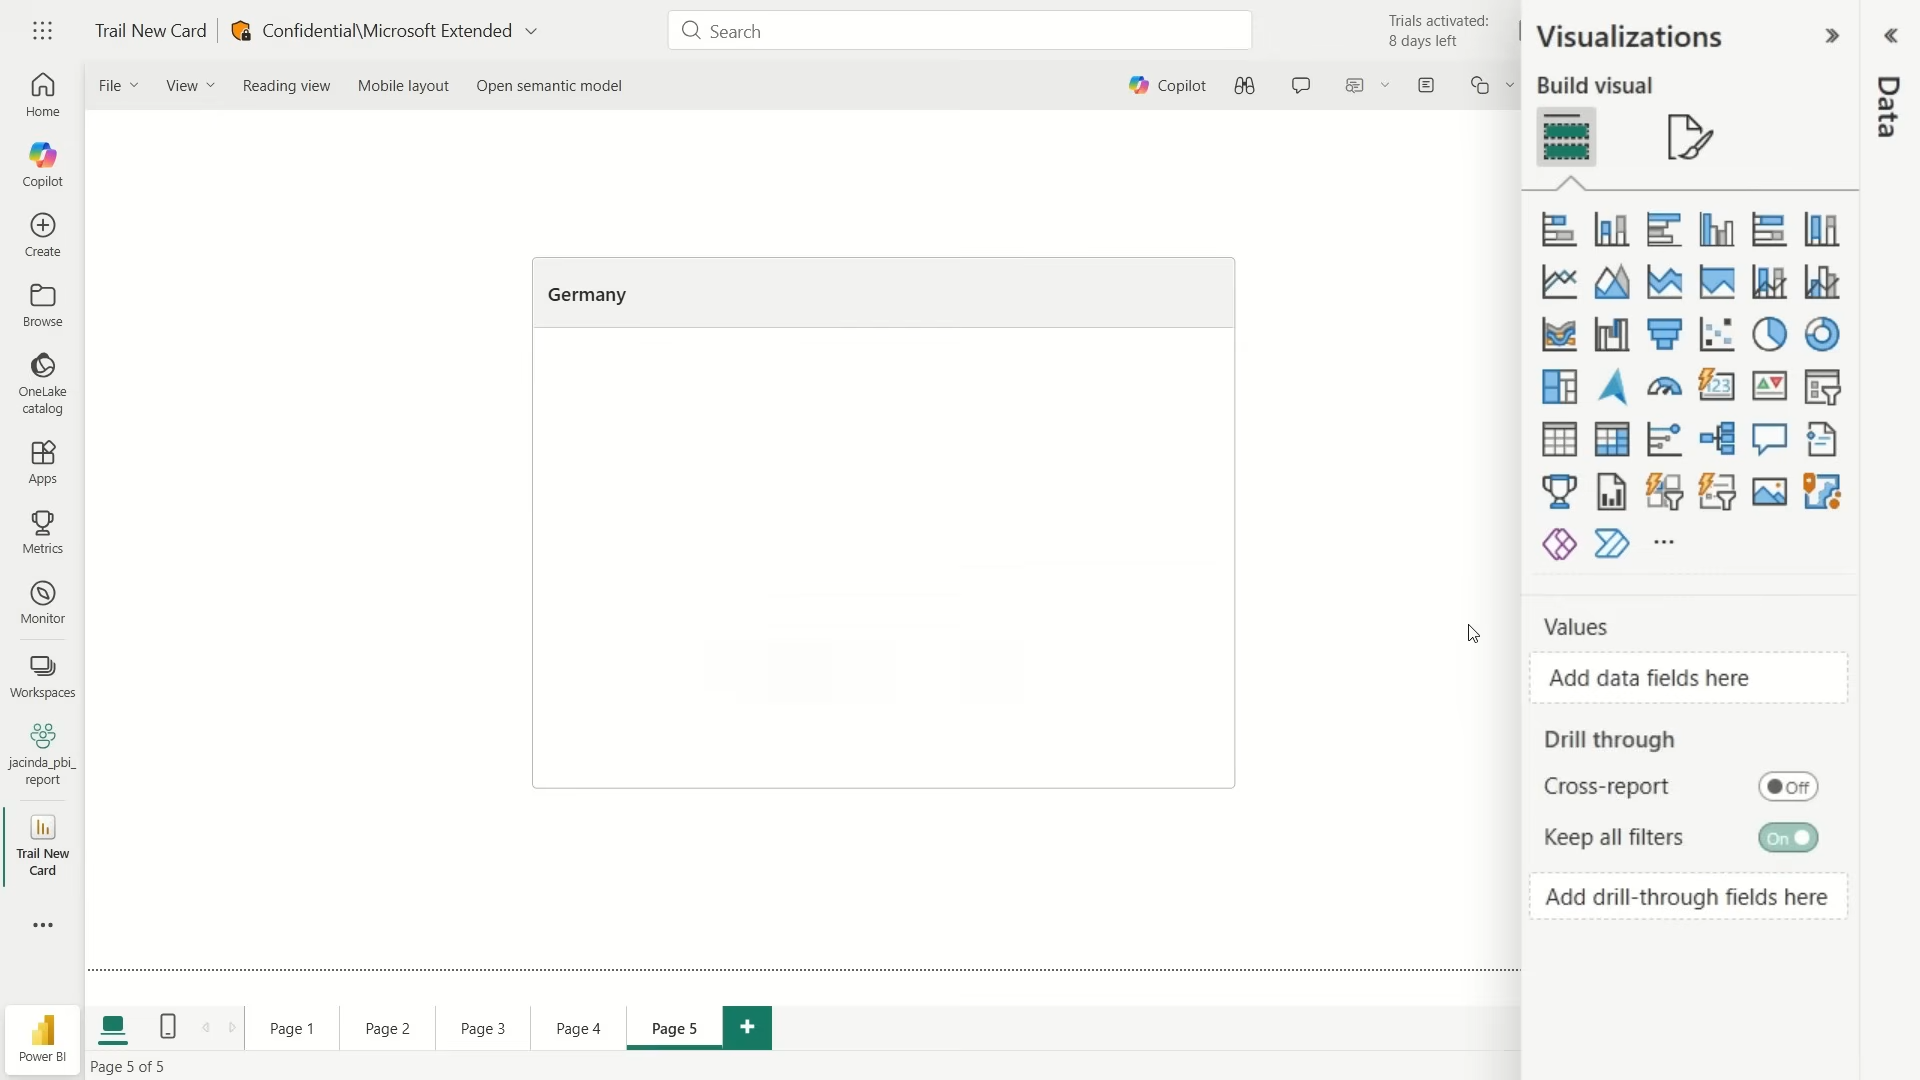 Trail New Card
Confidential\Microsoft Extended
Search
Trials activated:
8 days left
File
View
Reading view
Mobile layout
Open semantic model
Copilot
Home
Copilot
Create
Browse
OneLake
catalog
Apps
Metrics
Monitor
Workspaces
jacinda_pbi_
report
Trail New
Card
Power BI
Germany
Visualizations
Build visual
123
Values
Add data fields here
Drill through
Cross-report
Off
Keep all filters
On
Add drill-through fields here
Data
Page 1
Page 2
Page 3
Page 4
Page 5
Page 5 of 5